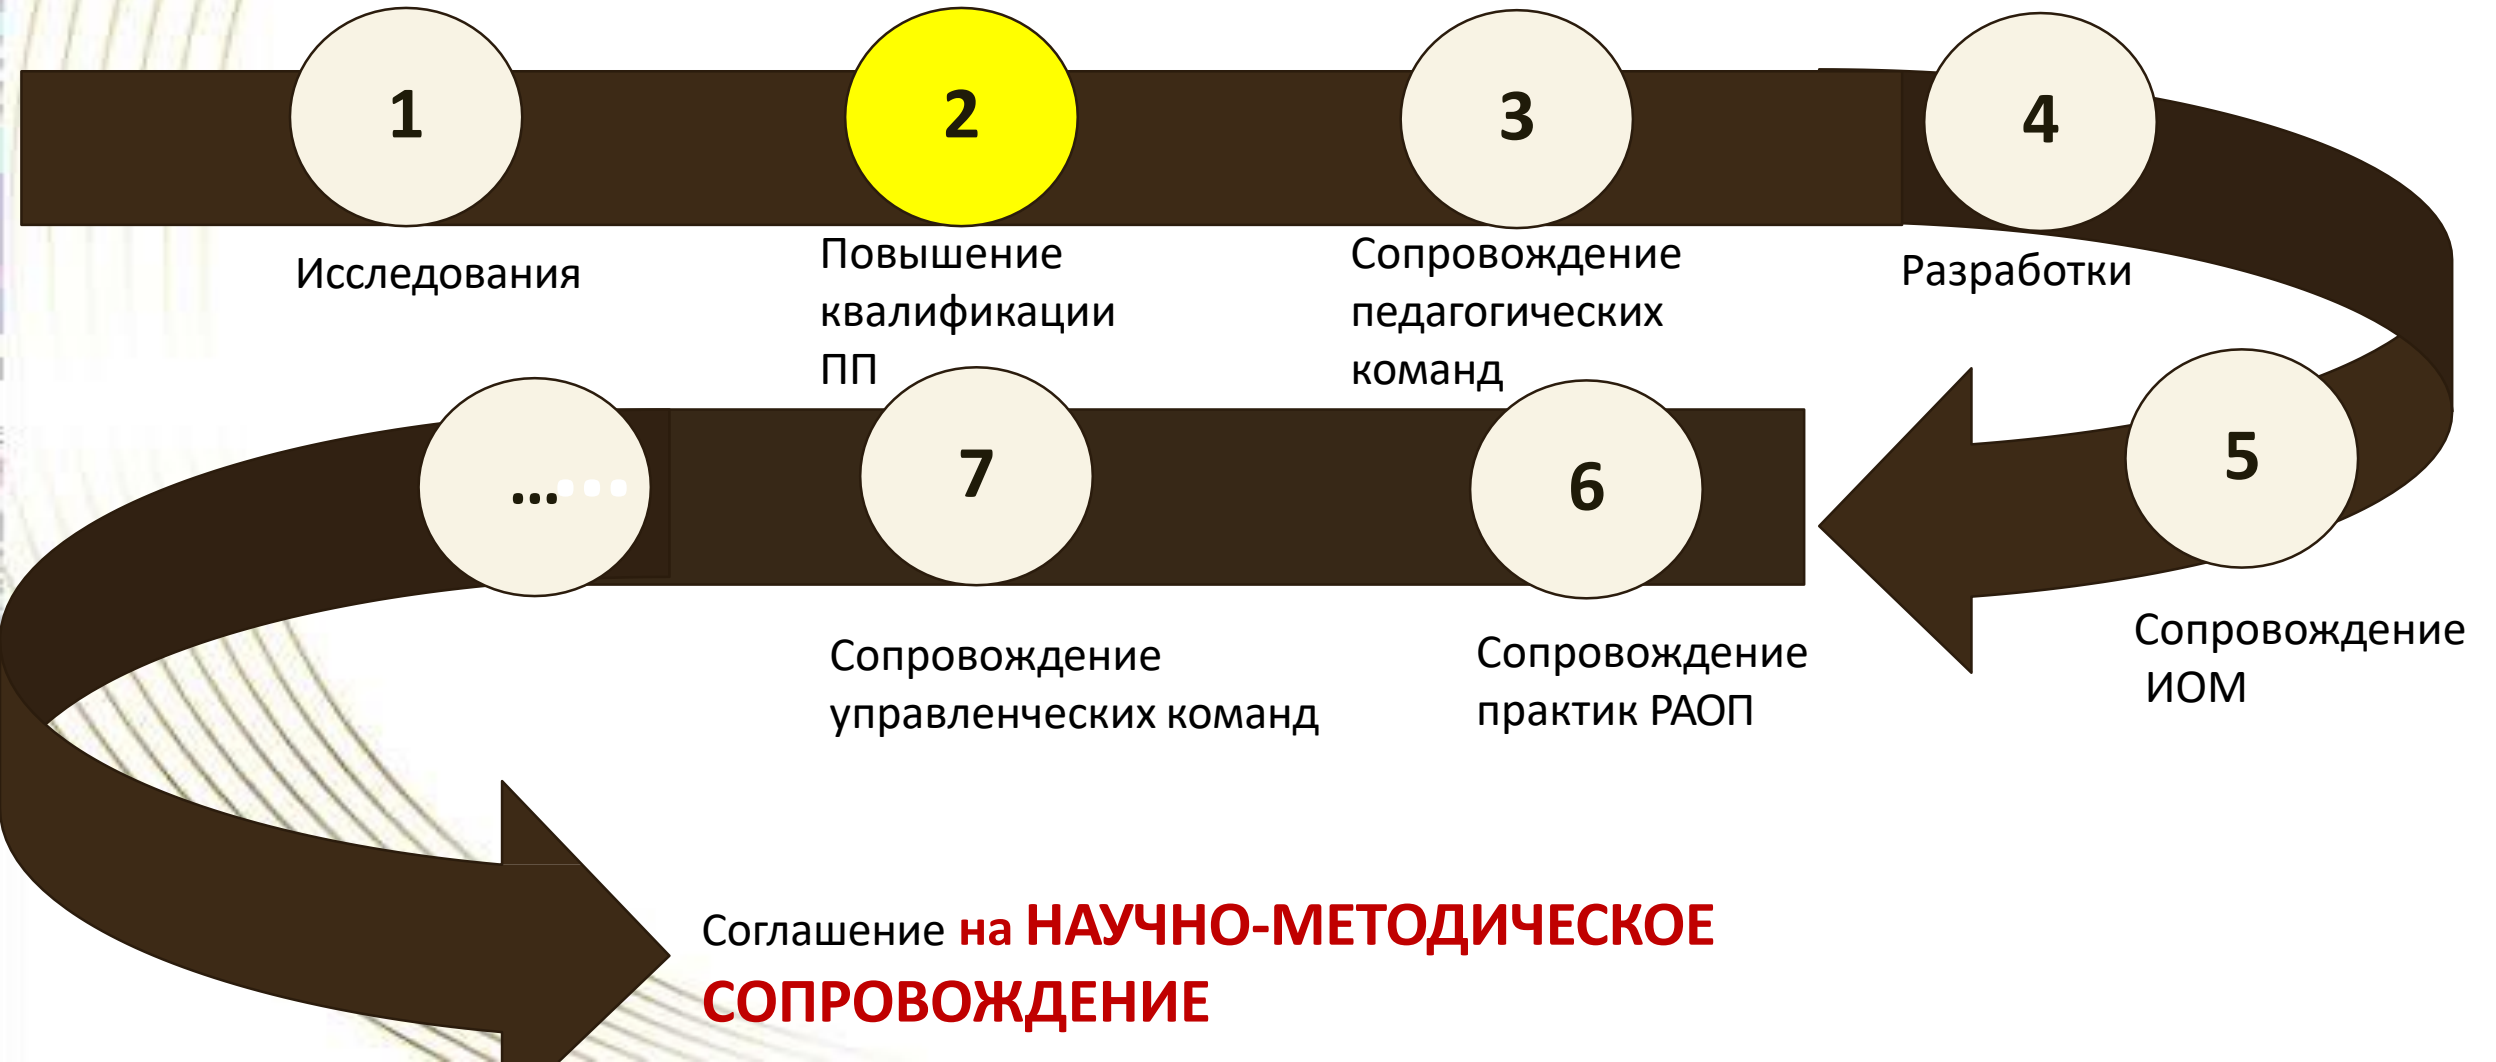 1
2
3
4
Исследования
Повышение
квалификации
ПП
Сопровождение
педагогических
команд
Разработки
5
Сопровождение
ИОМ
6
Сопровождение
практик РАОП
7
Сопровождение
управленческих команд
......
Соглашение на НАУЧНО-МЕТОДИЧЕСКОЕ
СОПРОВОЖДЕНИЕ